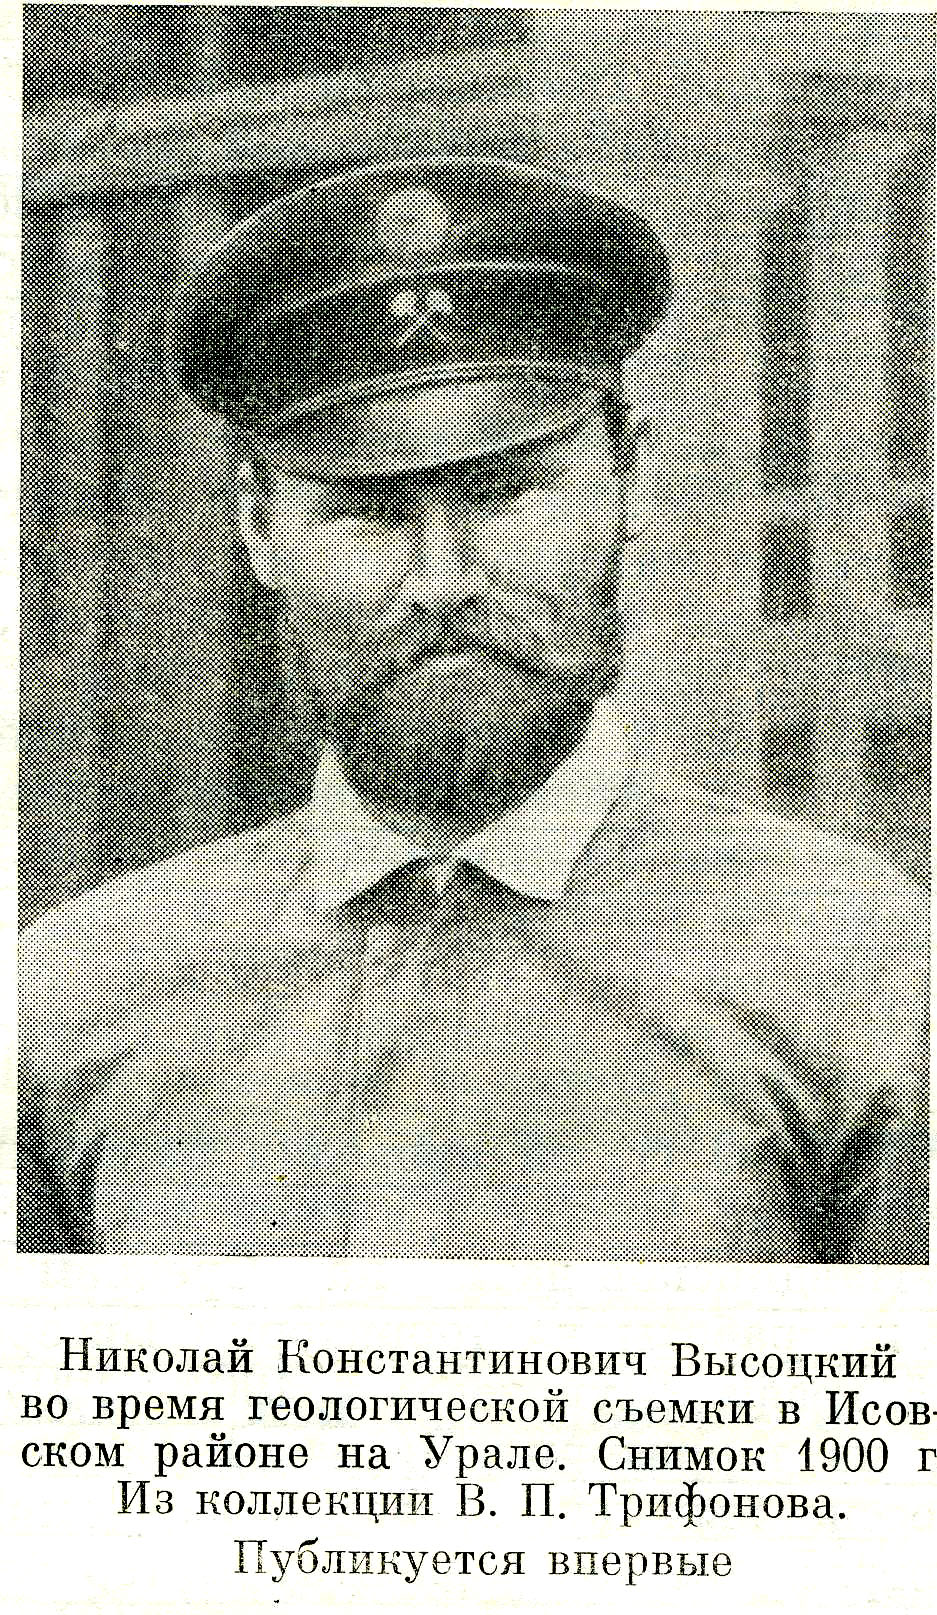 Николай Константинович Высоцкий
во время геологической съемки в Исов-
ском районе на Урале. Снимок 1900 г
Из коллекции В. П. Трифонова.
Публикуется впервые